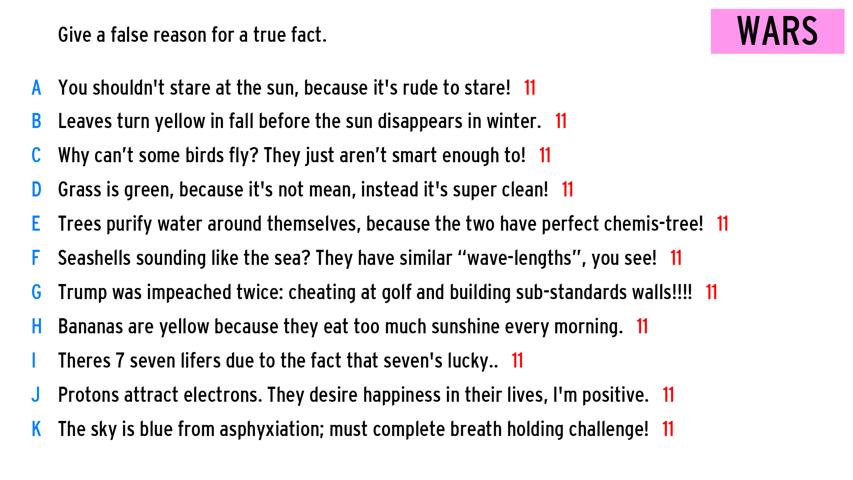 Give a false reason for a true fact.
WARS
A You shouldn't stare at the sun, because it's rude to stare! 11
B Leaves turn yellow in fall before the sun disappears in winter. 11
C Why can’t some birds fly? They just aren’t smart enough to! 11
D Grass is green, because it's not mean, instead it's super clean! 11
E Trees purify water around themselves, because the two have perfect chemis-tree! 11
F Seashells sounding like the sea? They have similar “wave-lengths”, you see! 11
G Trump was impeached twice: cheating at golf and building sub-standards walls!!!! 11
H Bananas are yellow because they eat too much sunshine every morning. 11
I Theres 7 seven lifers due to the fact that seven's lucky.. 11
J Protons attract electrons. They desire happiness in their lives, I'm positive. 11
K The sky is blue from asphyxiation; must complete breath holding challenge! 11